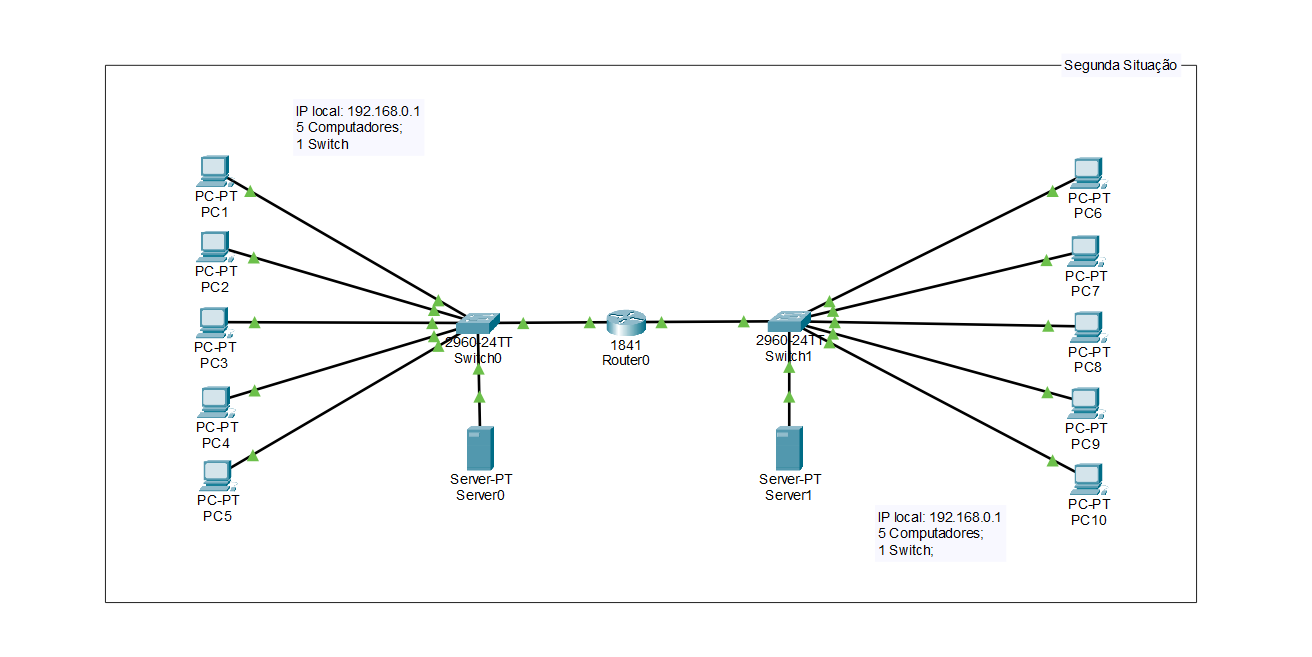 Segunda Situação
IP local: 192.168.0.1
5 Computadores;
1 Switch
PC-PT
PC1
PC-PT
PC2
PC-PT
PC3
PC-PT
PC4
PC-PT
PC5
2960-24TT
Switch0
1841
Router0
2960-24TT
Switch1
Server-PT
Server0
Server-PT
Server1
PC-PT
PC6
PC-PT
PC7
PC-PT
PC8
PC-PT
PC9
PC-PT
PC10
IP local: 192.168.0.1
5 Computadores;
1 Switch;